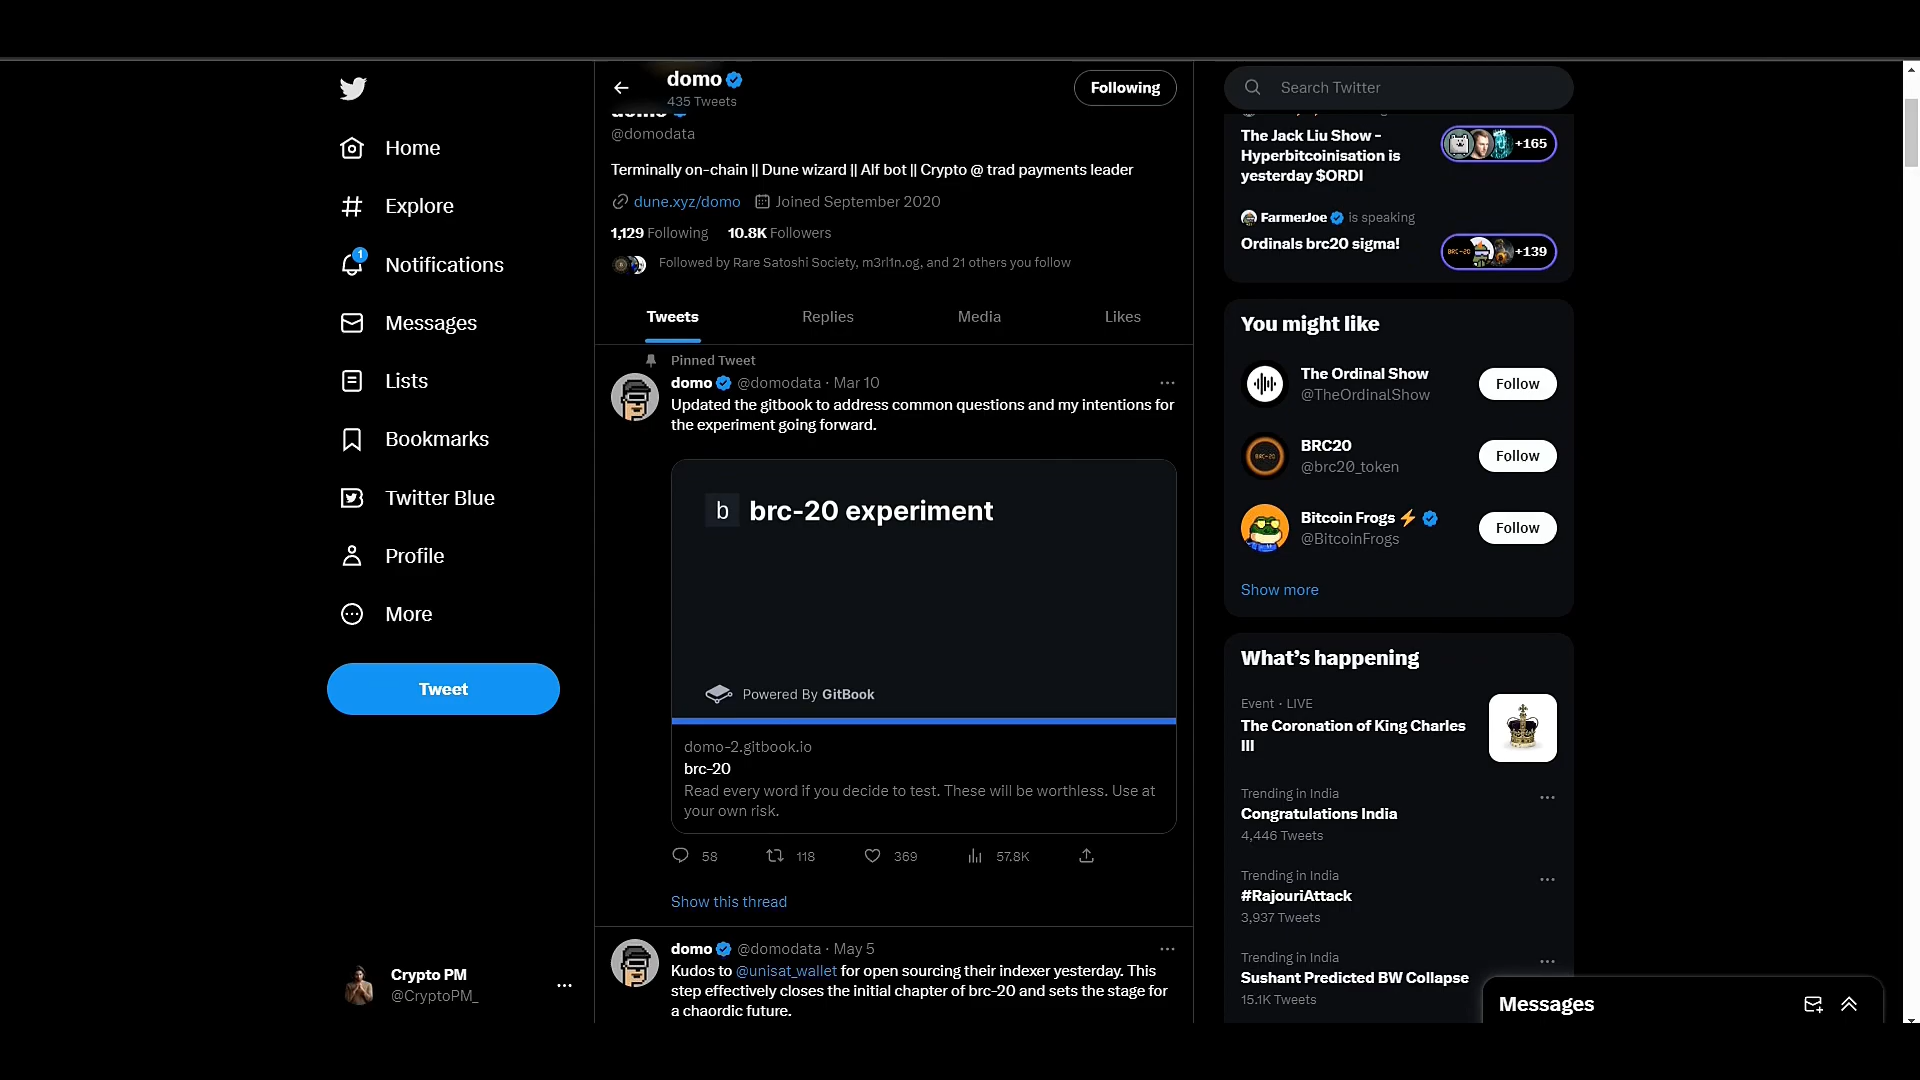 Home
Explore
1
Notifications
Messages
Lists
Bookmarks
Twitter Blue
Profile
More
Tweet
Crypto PM
@CryptoPM_
domo
435 Tweets
Following
@domodata
Terminally on-chain || Dune wizard || Alf bot || Crypto @ trad payments leader
dune.xyz/domo Joined September 2020
1,129 Following 10.8K Followers
Followed by Rare Satoshi Society, m3rl1n.og, and 21 others you follow
Tweets Replies Media Likes
Pinned Tweet
domo @domodata · Mar 10
Updated the gitbook to address common questions and my intentions for
the experiment going forward.
b brc-20 experiment
Powered By GitBook
domo-2.gitbook.io
brc-20
Read every word if you decide to test. These will be worthless. Use at
your own risk.
58 118 369 57.8K
Show this thread
domo @domodata · May 5
Kudos to @unisat_wallet for open sourcing their indexer yesterday. This
step effectively closes the initial chapter of brc-20 and sets the stage for
a chaordic future.
Search Twitter
The Jack Liu Show -
Hyperbitcoinisation is
yesterday $ORDI
+165
FarmerJoe is speaking
Ordinals brc20 sigma!
BRC-20
+139
You might like
The Ordinal Show
@TheOrdinalShow
Follow
BRC-20
BRC20
@brc20_token
Follow
Bitcoin Frogs⚡
@BitcoinFrogs
Follow
Show more
What's happening
Event · LIVE
The Coronation of King Charles
III
Trending in India
Congratulations India
4,446 Tweets
Trending in India
#RajouriAttack
3,937 Tweets
Trending in India
Sushant Predicted BW Collapse
15.1K Tweets
Messages